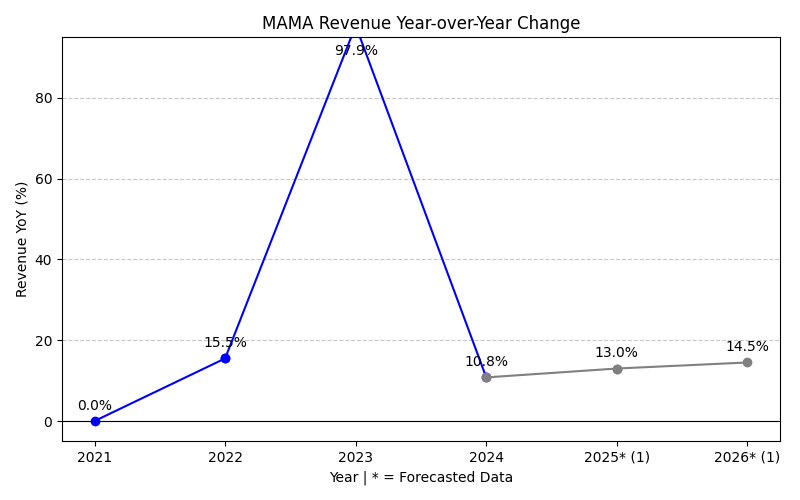 MAMA Revenue Year-over-Year Change
97.9%
80
60
Revenue YoY (%)
40
20
15.5%
10.8%
13.0%
14.5%
0.0%
0
2021 2022 2023 2024 2025* (1) 2026* (1)
Year | * = Forecasted Data